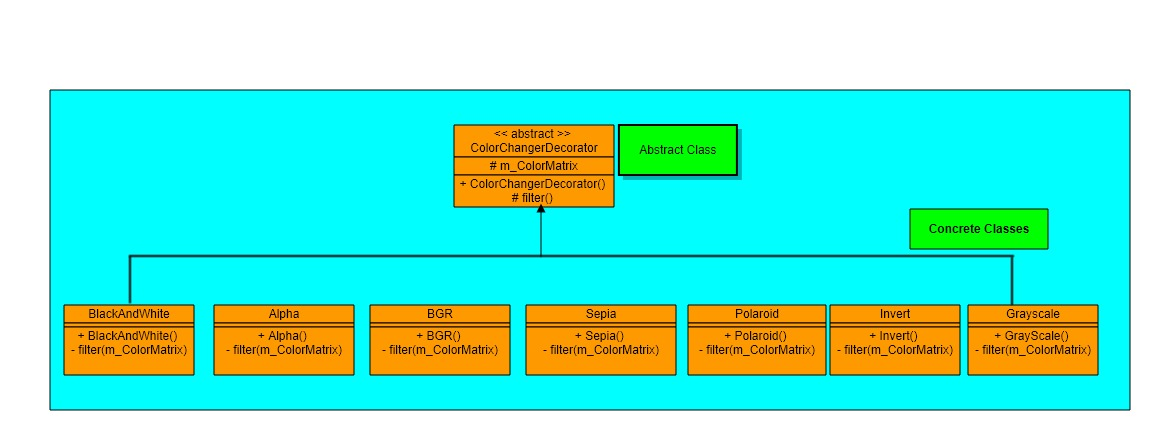 << abstract >>
ColorChangerDecorator
# m_ColorMatrix
+ ColorChangerDecorator()
# filter()
Abstract Class
Concrete Classes
BlackAndWhite
+ BlackAndWhite()
- filter(m_ColorMatrix)
Alpha
+ Alpha()
- filter(m_ColorMatrix)
BGR
+ BGR()
- filter(m_ColorMatrix)
Sepia
+ Sepia()
- filter(m_ColorMatrix)
Polaroid
+ Polaroid()
- filter(m_ColorMatrix)
Invert
+ Invert()
- filter(m_ColorMatrix)
Grayscale
+ GrayScale()
- filter(m_ColorMatrix)